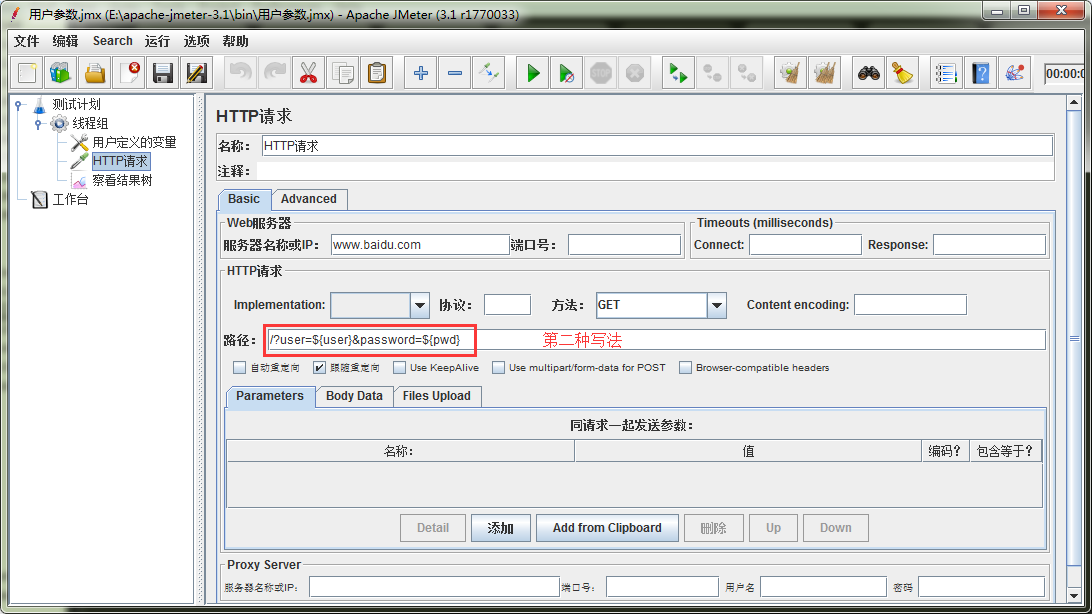 用户参数.jmx (E:\apache-jmeter-3.1\bin\用户参数.jmx) - Apache JMeter (3.1 r1770033)
文件 编辑 Search 运行 选项 帮助
STOP
00:00:0
测试计划
线程组
用户定义的变量
HTTP请求
察看结果树
工作台
HTTP请求
名称： HTTP请求
注释：
Basic Advanced
Web服务器
服务器名称或IP： www.baidu.com 端口号：
Timeouts (milliseconds)
Connect: Response:
HTTP请求
Implementation: 协议： 方法： GET Content encoding:
路径： /?user=${user}&password=${pwd} 第二种写法
自动重定向 跟随重定向 Use KeepAlive Use multipart/form-data for POST Browser-compatible headers
Parameters Body Data Files Upload
同请求一起发送参数：
名称： 值 编码？ 包含等于？
Detail 添加 Add from Clipboard 删除 Up Down
Proxy Server
服务器名称或IP： 端口号： 用户名 密码